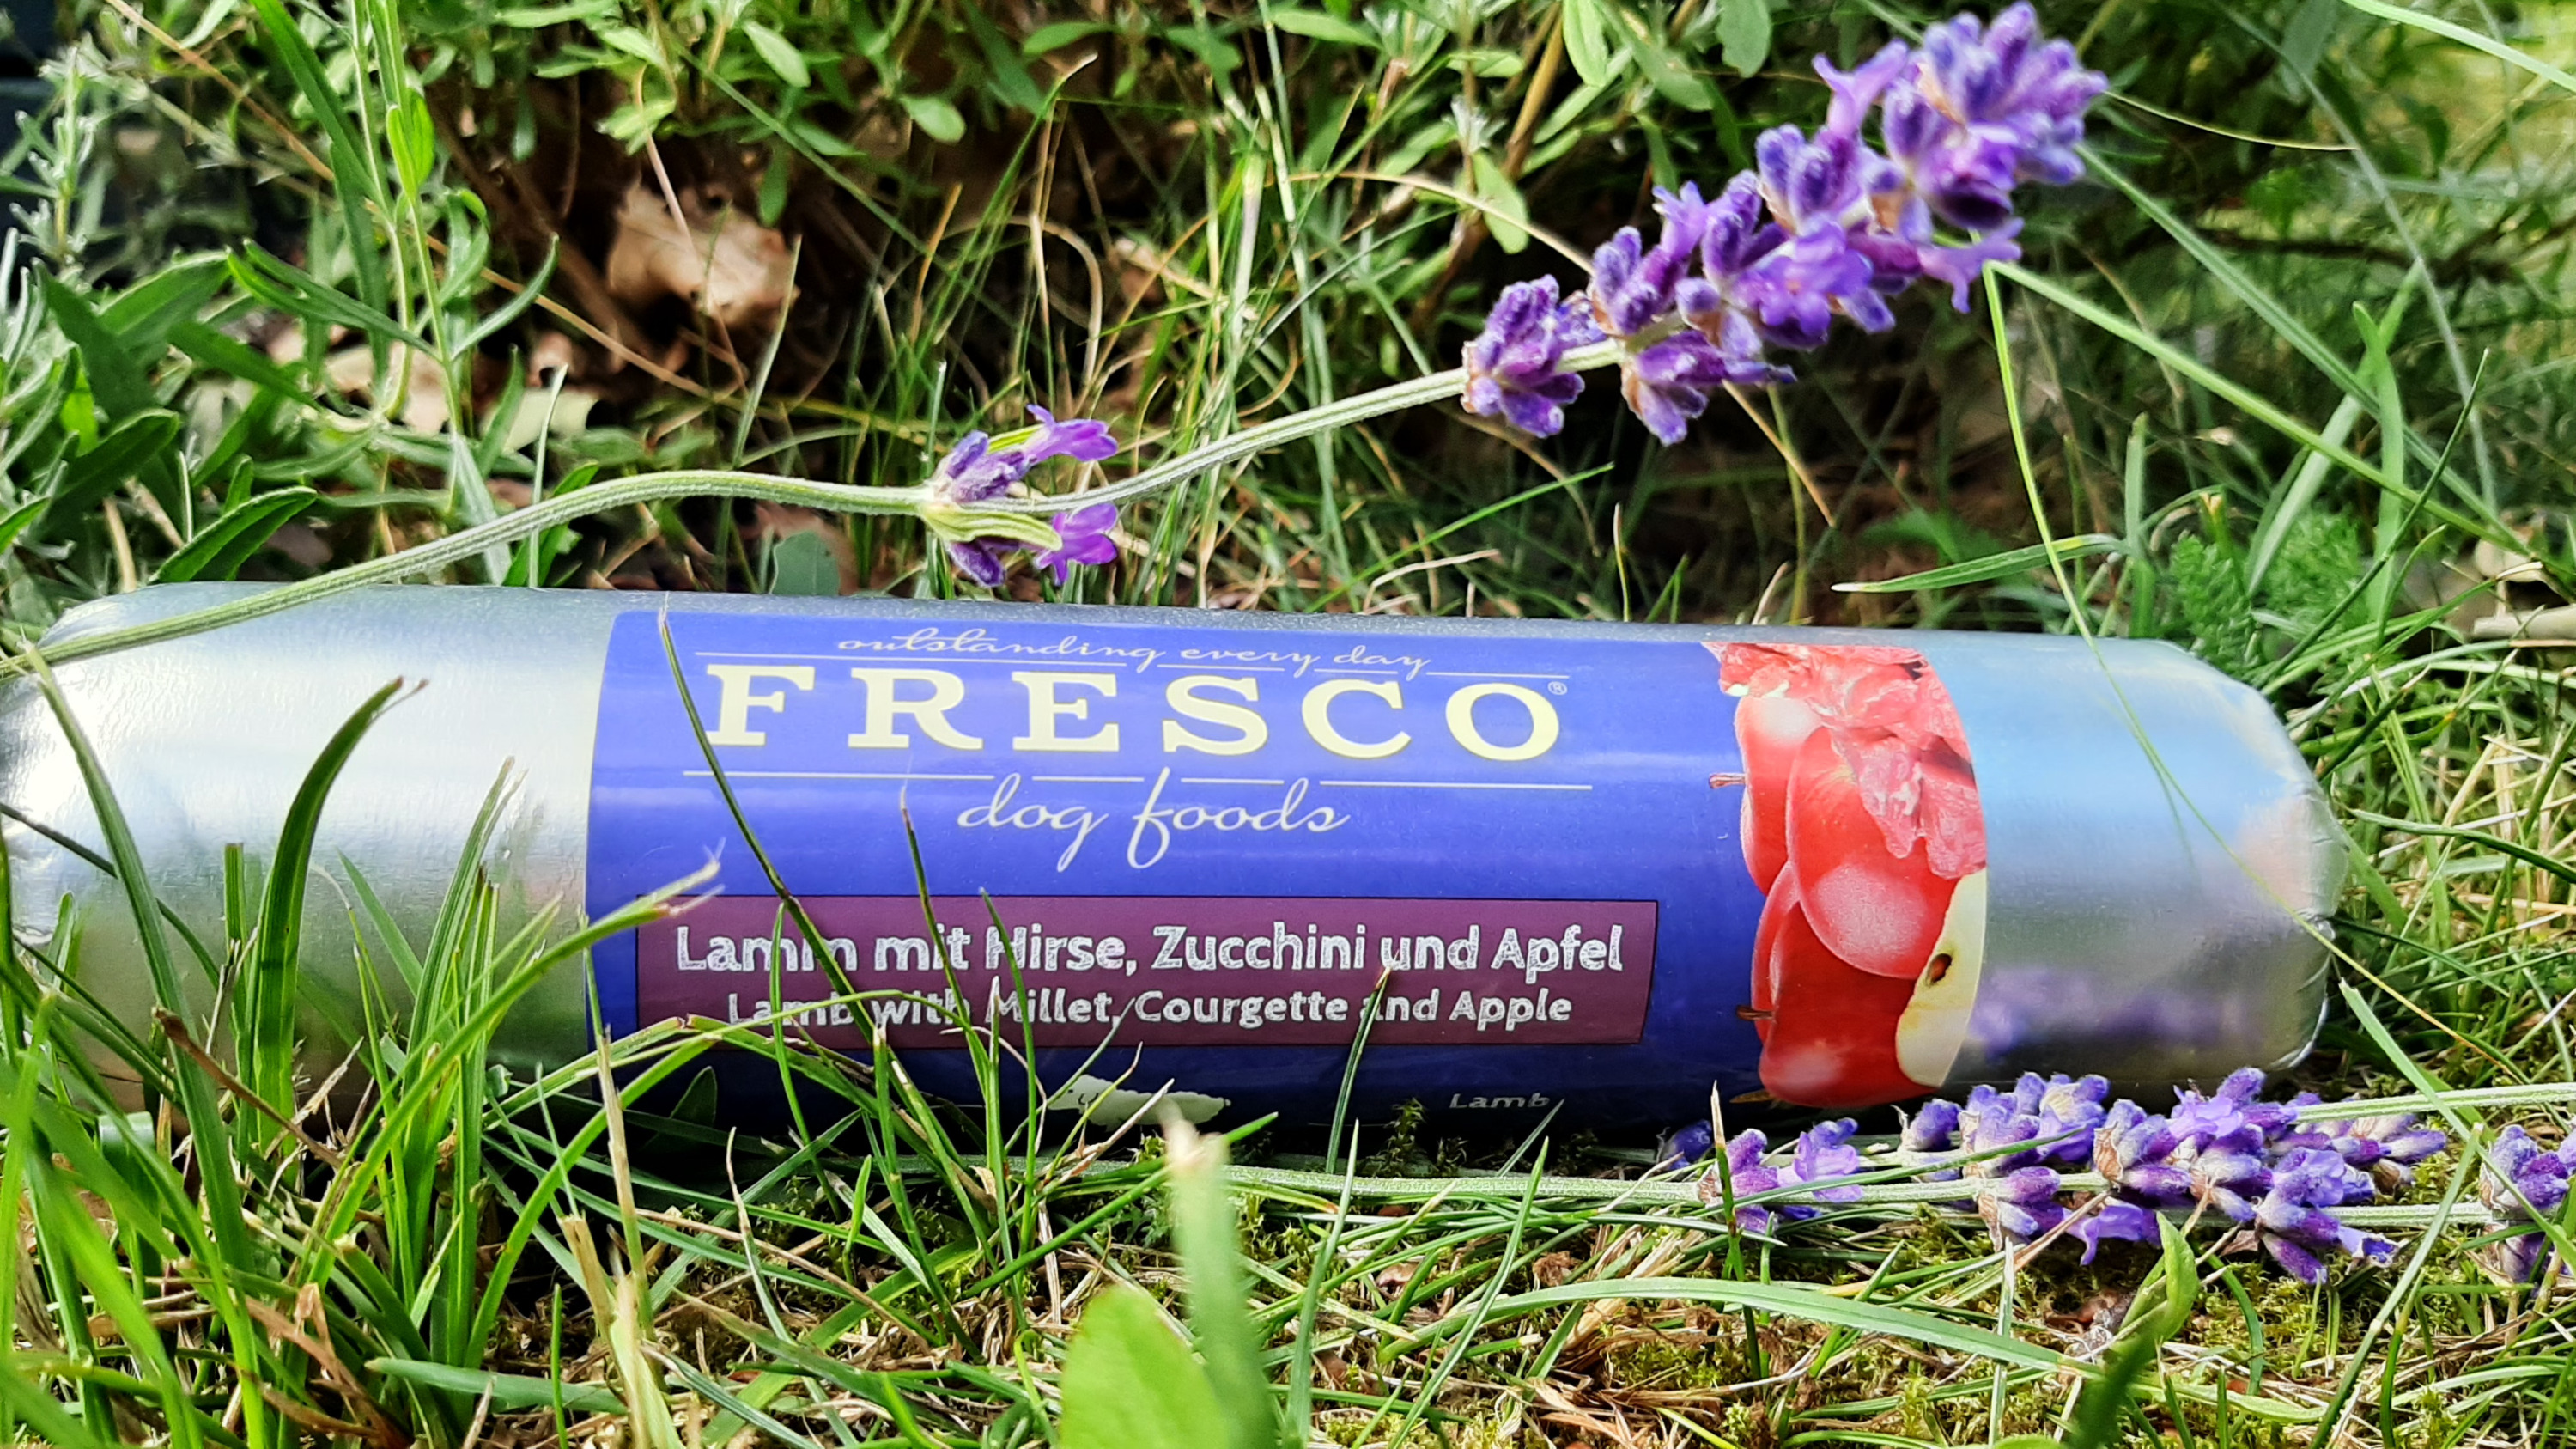 outstanding every day
FRESCO®
dog foods
Lamm mit Hirse, Zucchini und Apfel
Lamb with Millet, Courgette and Apple
Lamb